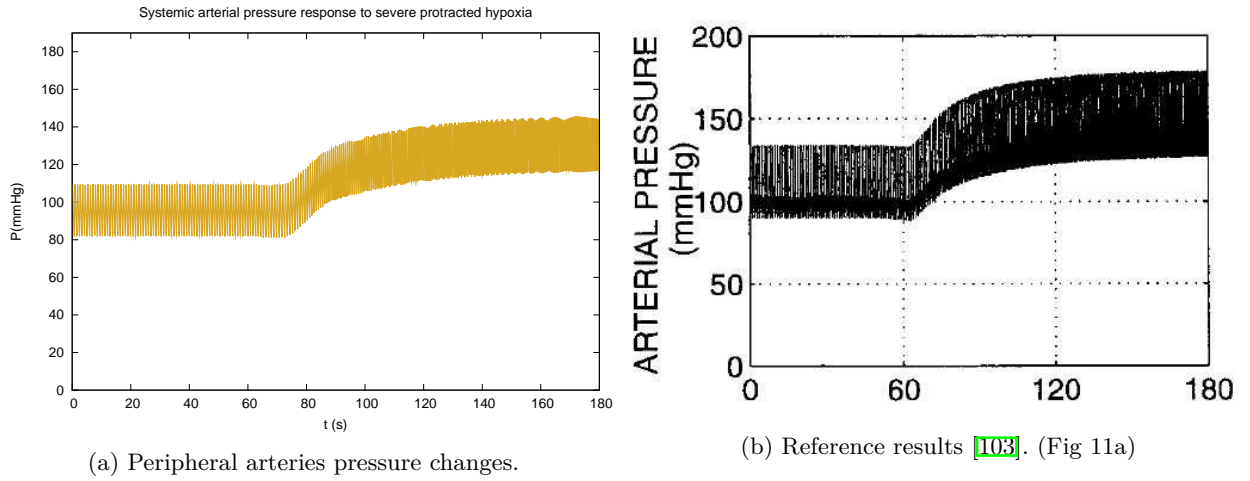 Systemic arterial pressure response to severe protracted hypoxia
P(mmHg)
180
160
140
120
100
80
60
40
20
0
0 20 40 60 80 100 120 140 160 180
t (s)
(a) Peripheral arteries pressure changes.
ARTERIAL PRESSURE
(mmHg)
200
150
100
50
0
0 60 120 180
(b) Reference results [103]. (Fig 11a)